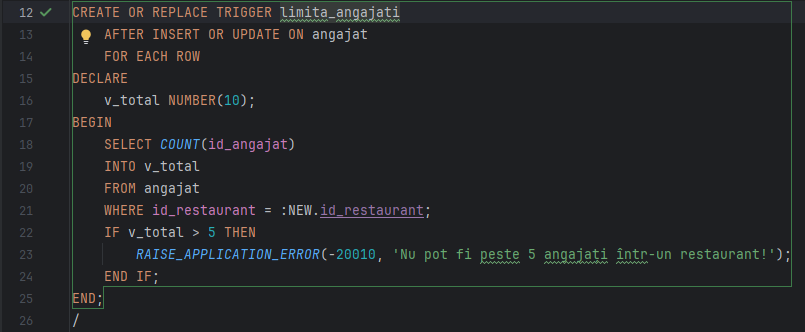 12 CREATE OR REPLACE TRIGGER limita_angajati
13 AFTER INSERT OR UPDATE ON angajat
14 FOR EACH ROW
15 DECLARE
16 v_total NUMBER(10);
17 BEGIN
18 SELECT COUNT(id_angajat)
19 INTO v_total
20 FROM angajat
21 WHERE id_restaurant = :NEW.id_restaurant;
22 IF v_total > 5 THEN
23 RAISE_APPLICATION_ERROR(-20010, 'Nu pot fi peste 5 angajați într-un restaurant!');
24 END IF;
25 END;
26 /